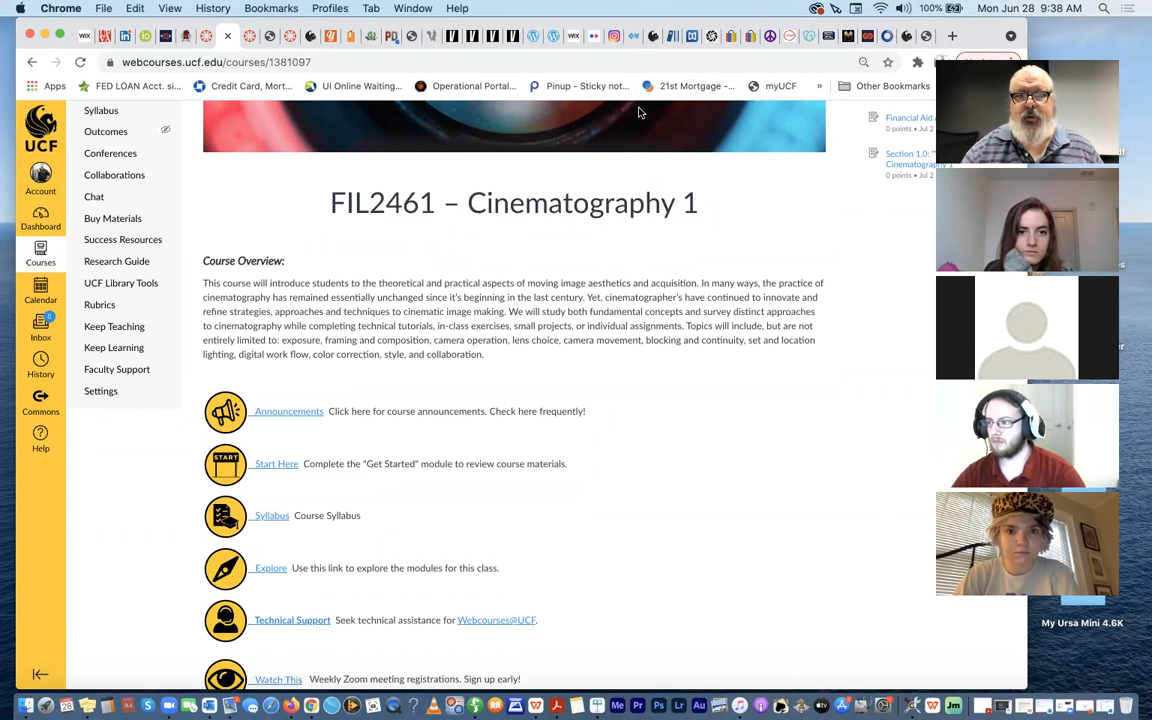 Chrome File Edit View History Bookmarks Profiles Tab Window Help 100% Mon Jun 28 9:38 AM
webcourses.ucf.edu/courses/1381097
Apps FED LOAN Acct. si... Credit Card, Mort... UI Online Waiting... Operational Portal... Pinup - Sticky not... 21st Mortgage -... myUCF » Other Bookmarks
UCF
Account
Dashboard
Courses
Calendar
Inbox
History
Commons
Help
Syllabus
Outcomes
Conferences
Collaborations
Chat
Buy Materials
Success Resources
Research Guide
UCF Library Tools
Rubrics
Keep Teaching
Keep Learning
Faculty Support
Settings
FIL2461 – Cinematography 1
Course Overview:
This course will introduce students to the theoretical and practical aspects of moving image aesthetics and acquisition. In many ways, the practice of
cinematography has remained essentially unchanged since it's beginning in the last century. Yet, cinematographer's have continued to innovate and
refine strategies, approaches and techniques to cinematic image making. We will study both fundamental concepts and survey distinct approaches
to cinematography while completing technical tutorials, in-class exercises, small projects, or individual assignments. Topics will include, but are not
entirely limited to: exposure, framing and composition, camera operation, lens choice, camera movement, blocking and continuity, set and location
lighting, digital work flow, color correction, style, and collaboration.
Announcements Click here for course announcements. Check here frequently!
START
Start Here Complete the "Get Started" module to review course materials.
Syllabus Course Syllabus
Explore Use this link to explore the modules for this class.
Technical Support Seek technical assistance for Webcourses@UCF.
Watch This Weekly Zoom meeting registrations. Sign up early!
Financial Aid
0 points • Jul 2
Section 1.0:
Cinematography 1
0 points • Jul 2
My Ursa Mini 4.6K